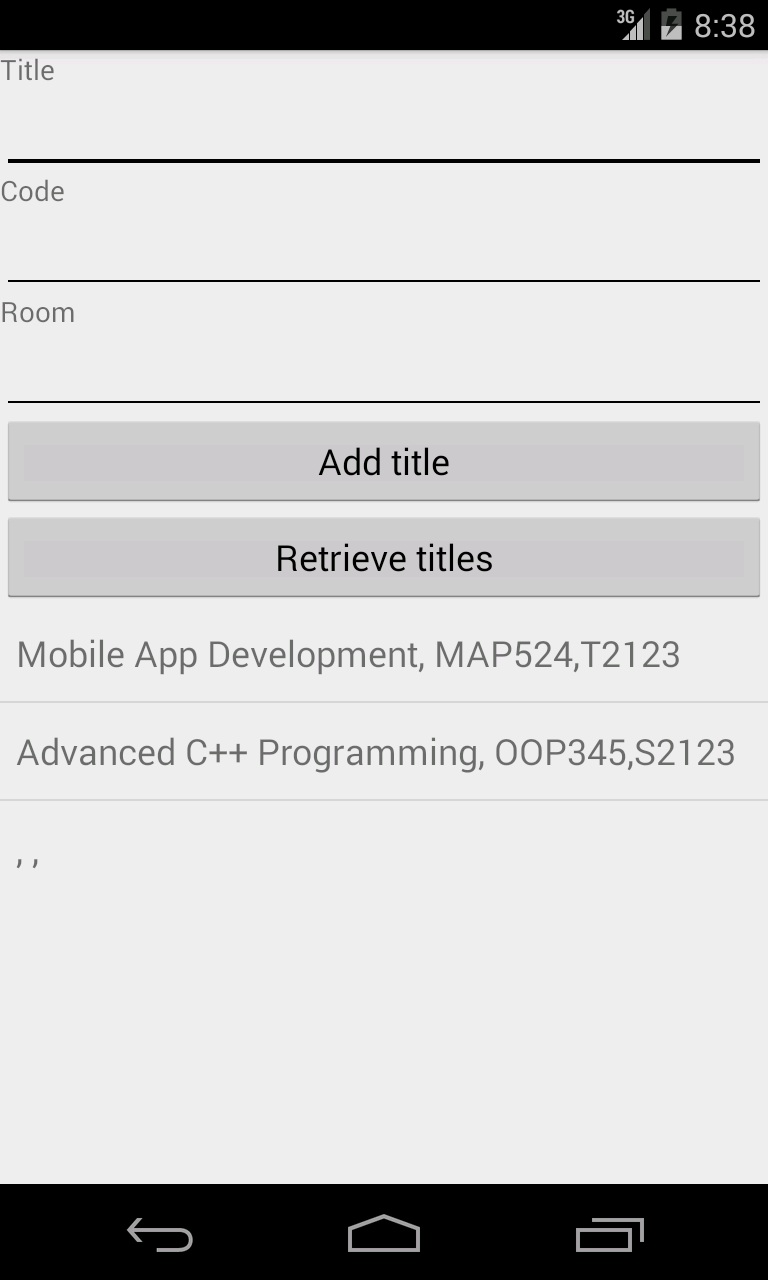 3G 8:38
Title
Code
Room
Add title
Retrieve titles
Mobile App Development, MAP524,T2123
Advanced C++ Programming, OOP345,S2123
, ,